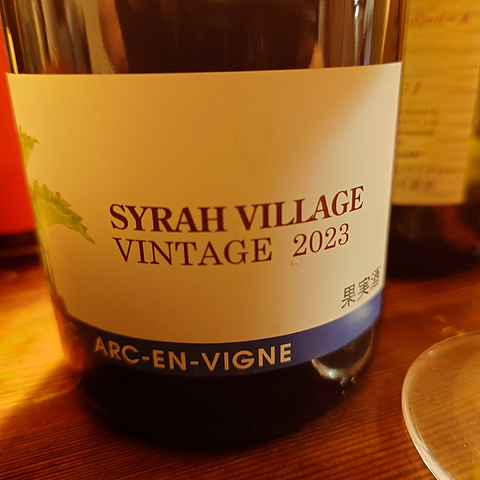 SYRAH VILLAGE
VINTAGE 2023
果実酒
ARC-EN-VIGNE